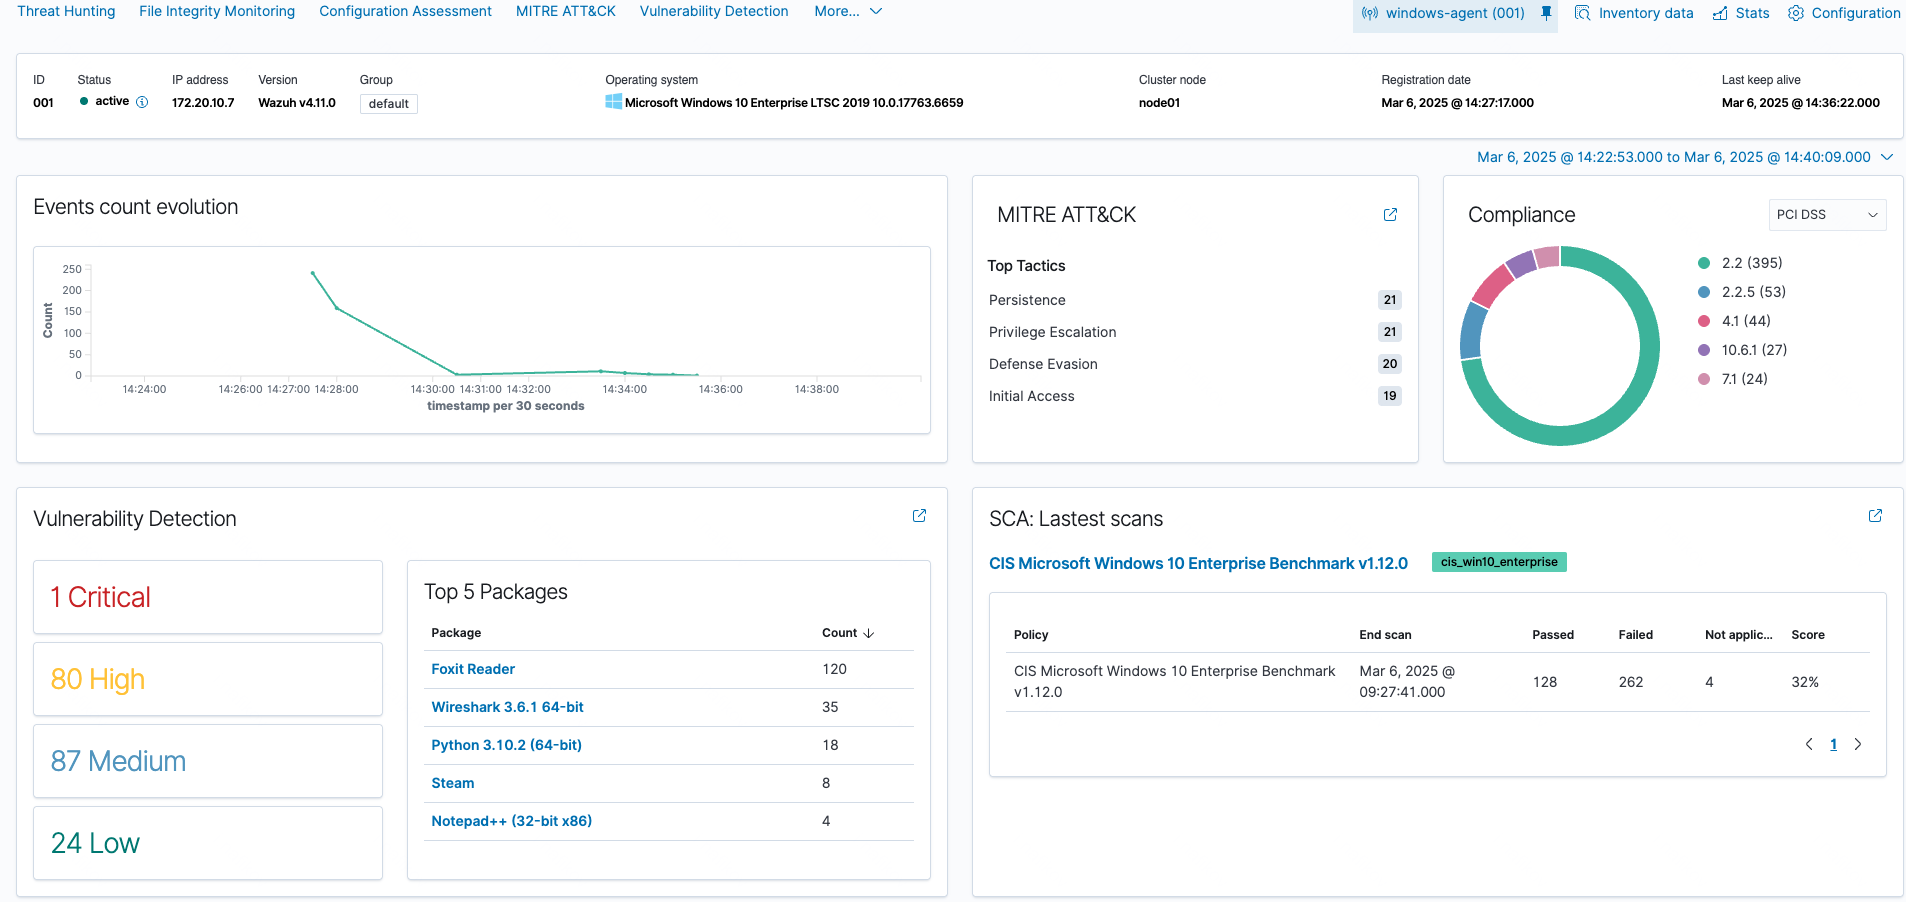 Threat Hunting File Integrity Monitoring Configuration Assessment MITRE ATT&CK Vulnerability Detection More... windows-agent (001) Inventory data Stats Configuration
ID Status IP address Version Group Operating system Cluster node Registration date Last keep alive
001 active 172.20.10.7 Wazuh v4.11.0 default Microsoft Windows 10 Enterprise LTSC 2019 10.0.17763.6659 node01 Mar 6, 2025 @ 14:27:17.000 Mar 6, 2025 @ 14:36:22.000
Mar 6, 2025 @ 14:22:53.000 to Mar 6, 2025 @ 14:40:09.000
Events count evolution
250
200
150
100
50
0
Count
14:24:00 14:26:00 14:27:00 14:28:00 14:30:00 14:31:00 14:32:00 14:34:00 14:36:00 14:38:00
timestamp per 30 seconds
MITRE ATT&CK
Top Tactics
Persistence 21
Privilege Escalation 21
Defense Evasion 20
Initial Access 19
Compliance PCI DSS
2.2 (395)
2.2.5 (53)
4.1 (44)
10.6.1 (27)
7.1 (24)
Vulnerability Detection
1 Critical
80 High
87 Medium
24 Low
Top 5 Packages
Package Count
Foxit Reader 120
Wireshark 3.6.1 64-bit 35
Python 3.10.2 (64-bit) 18
Steam 8
Notepad++ (32-bit x86) 4
SCA: Lastest scans
CIS Microsoft Windows 10 Enterprise Benchmark v1.12.0 cis_win10_enterprise
Policy End scan Passed Failed Not applic... Score
CIS Microsoft Windows 10 Enterprise Benchmark Mar 6, 2025 @
v1.12.0 09:27:41.000 128 262 4 32%
1